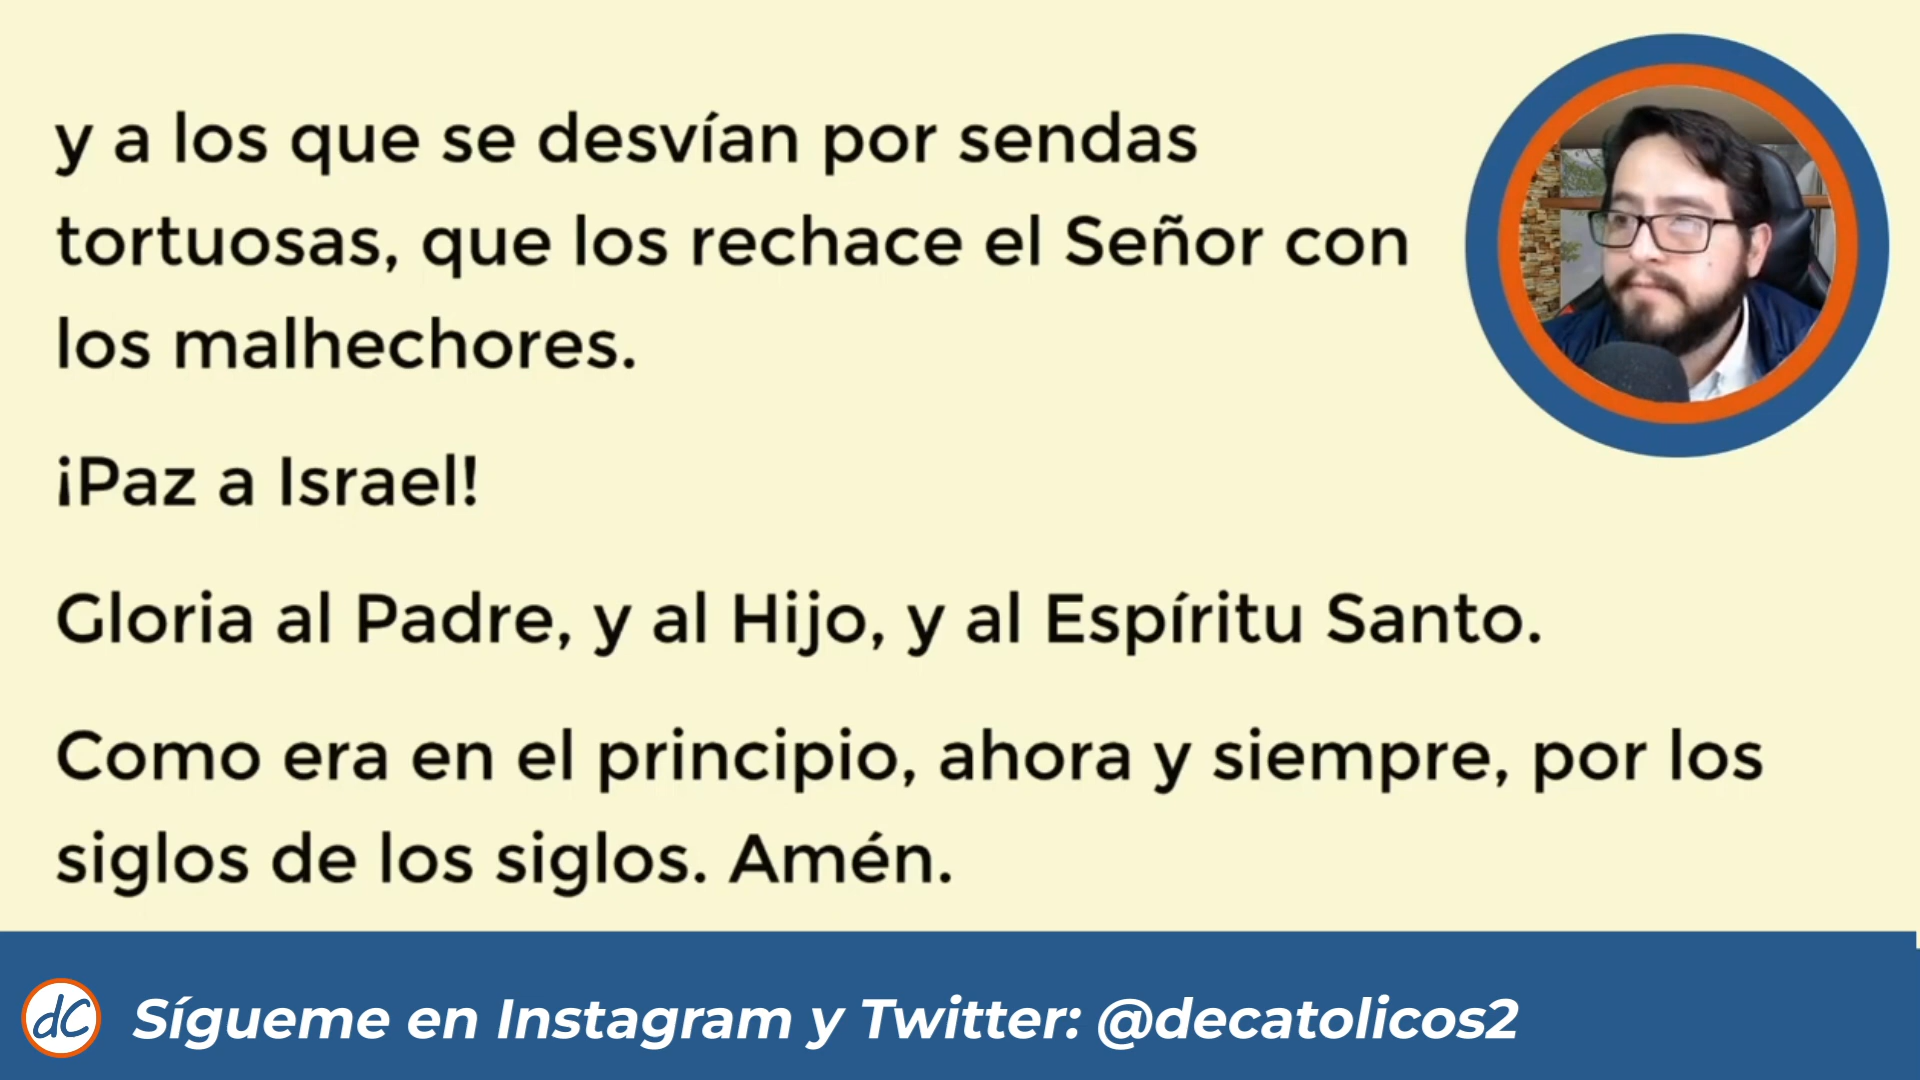 y a los que se desvían por sendas
tortuosas, que los rechace el Señor con
los malhechores.
¡Paz a Israel!
Gloria al Padre, y al Hijo, y al Espíritu Santo.
Como era en el principio, ahora y siempre, por los
siglos de los siglos. Amén.
dC Sígueme en Instagram y Twitter: @decatolicos2